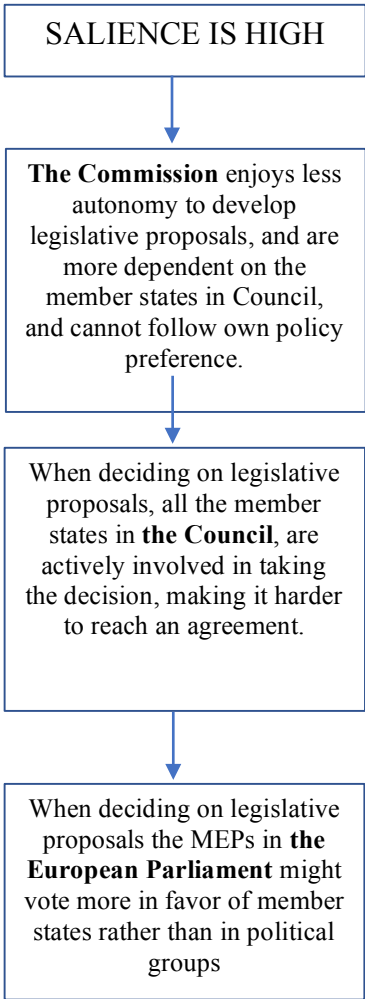 SALIENCE IS HIGH
The Commission enjoys less
autonomy to develop
legislative proposals, and are
more dependent on the
member states in Council,
and cannot follow own policy
preference.
When deciding on legislative
proposals, all the member
states in the Council, are
actively involved in taking
the decision, making it harder
to reach an agreement.
When deciding on legislative
proposals the MEPs in the
European Parliament might
vote more in favor of member
states rather than in political
groups